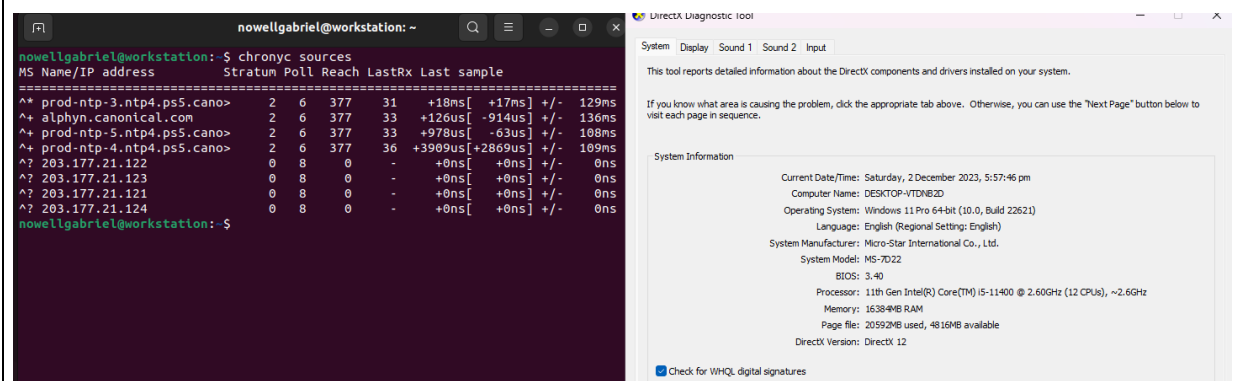 nowellgabriel@workstation: ~
nowellgabriel@workstation:~$ chronyc sources
MS Name/IP address         Stratum Poll Reach LastRx Last sample
===============================================================================
^* prod-ntp-3.ntp4.ps5.cano>     2   6   377    31    +18ms[  +17ms] +/-  129ms
^+ alphyn.canonical.com          2   6   377    33   +126us[ -914us] +/-  136ms
^+ prod-ntp-5.ntp4.ps5.cano>     2   6   377    33   +978us[  -63us] +/-  108ms
^+ prod-ntp-4.ntp4.ps5.cano>     2   6   377    36  +3909us[+2869us] +/-  109ms
^? 203.177.21.122                0   8     0     -     +0ns[   +0ns] +/-    0ns
^? 203.177.21.123                0   8     0     -     +0ns[   +0ns] +/-    0ns
^? 203.177.21.121                0   8     0     -     +0ns[   +0ns] +/-    0ns
^? 203.177.21.124                0   8     0     -     +0ns[   +0ns] +/-    0ns
nowellgabriel@workstation:~$
DirectX Diagnostic Tool
System Display Sound 1 Sound 2 Input
This tool reports detailed information about the DirectX components and drivers installed on your system.
If you know what area is causing the problem, click the appropriate tab above. Otherwise, you can use the "Next Page" button below to
visit each page in sequence.
System Information
Current Date/Time: Saturday, 2 December 2023, 5:57:46 pm
Computer Name: DESKTOP-VTDNB2D
Operating System: Windows 11 Pro 64-bit (10.0, Build 22621)
Language: English (Regional Setting: English)
System Manufacturer: Micro-Star International Co., Ltd.
System Model: MS-7D22
BIOS: 3.40
Processor: 11th Gen Intel(R) Core(TM) i5-11400 @ 2.60GHz (12 CPUs), ~2.6GHz
Memory: 16384MB RAM
Page file: 20592MB used, 4816MB available
DirectX Version: DirectX 12
Check for WHQL digital signatures